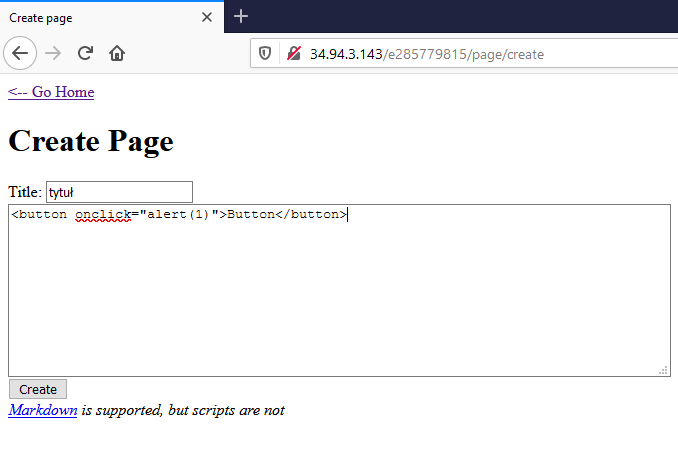 Create page
34.94.3.143/e285779815/page/create
<-- Go Home
Create Page
Title: tytuł
<button onclick="alert(1)">Button</button>
Create
Markdown is supported, but scripts are not